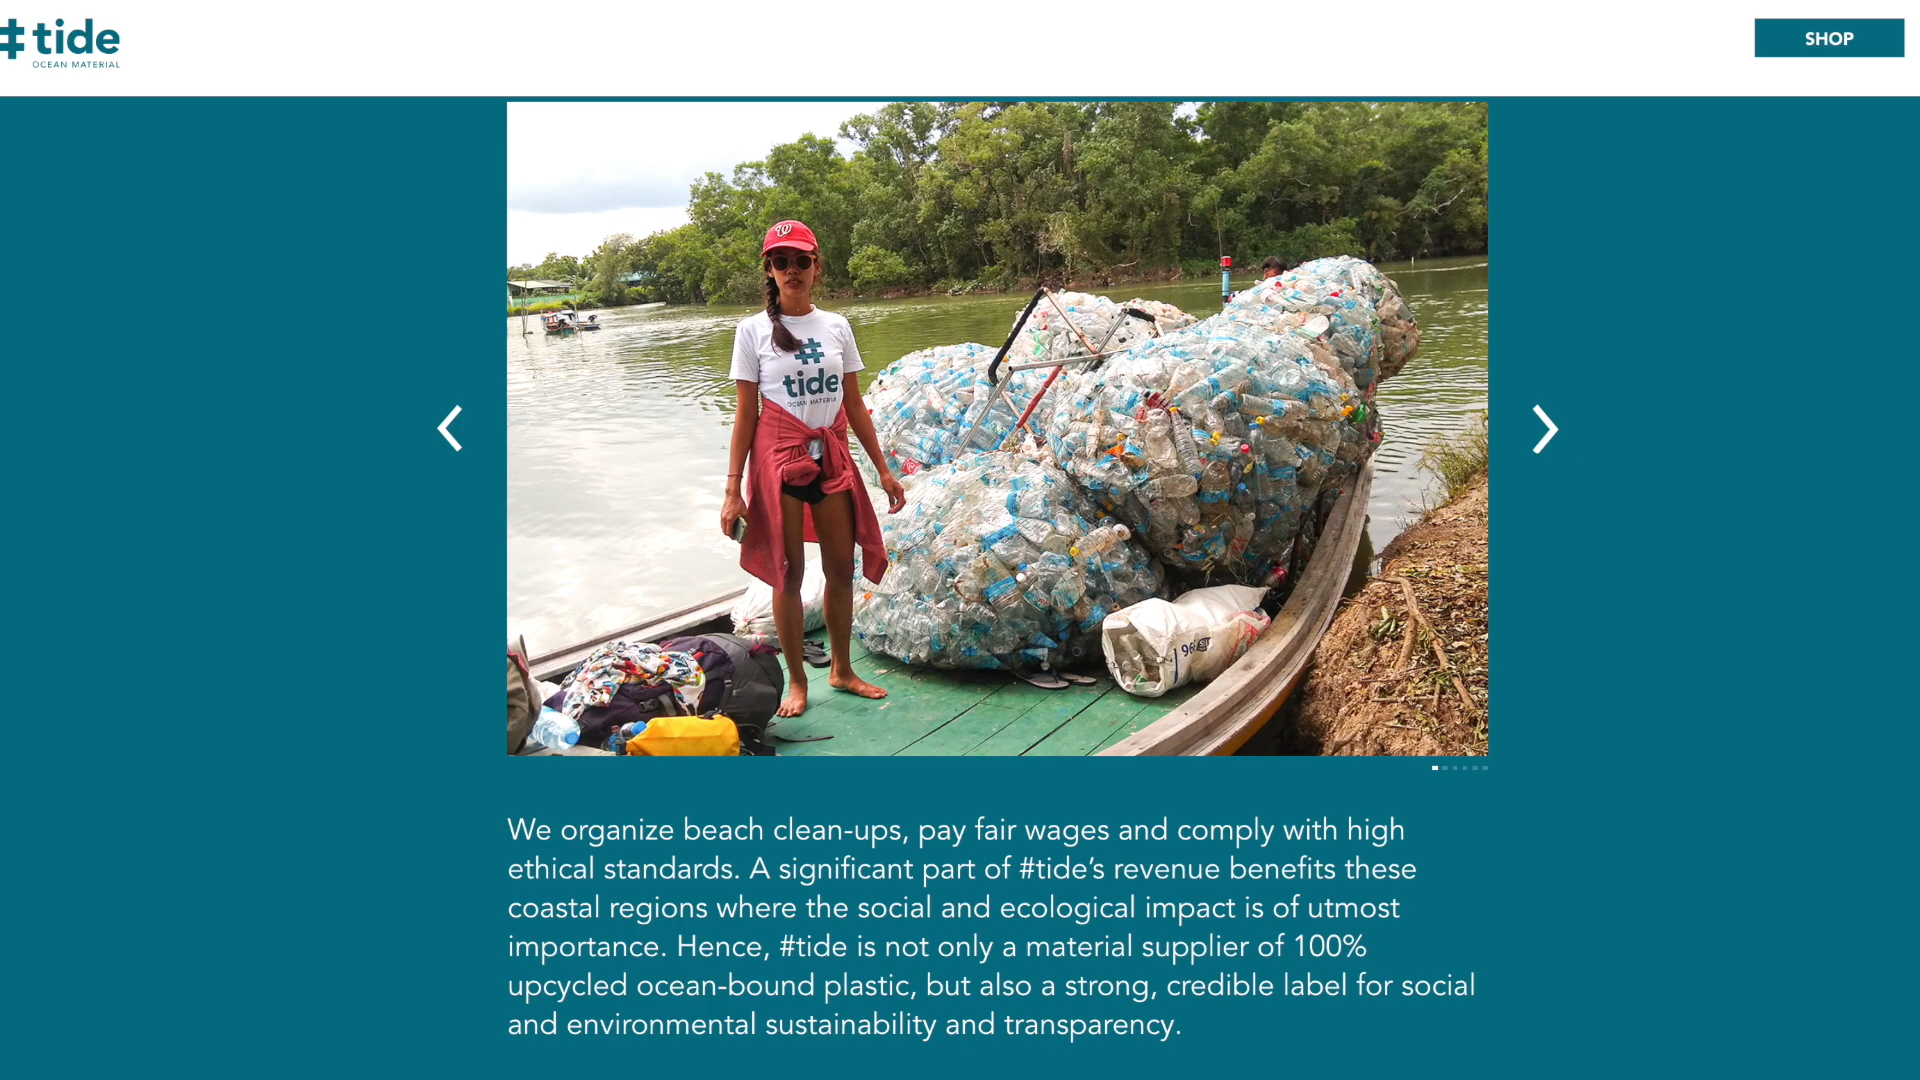 #tide
OCEAN MATERIAL
SHOP
W
#
tide
OCEAN MATERIAL
We organize beach clean-ups, pay fair wages and comply with high
ethical standards. A significant part of #tide’s revenue benefits these
coastal regions where the social and ecological impact is of utmost
importance. Hence, #tide is not only a material supplier of 100%
upcycled ocean-bound plastic, but also a strong, credible label for social
and environmental sustainability and transparency.